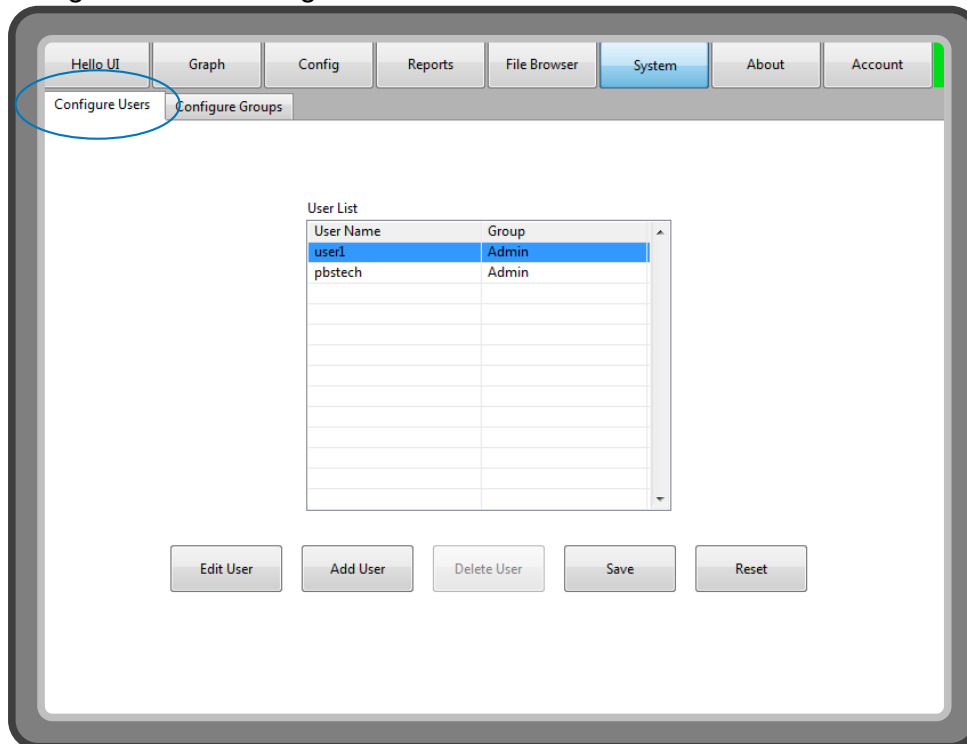 Hello UI Graph Config Reports File Browser System About Account
Configure Users Configure Groups
User List
User Name Group
user1 Admin
pbstech Admin
Edit User Add User Delete User Save Reset